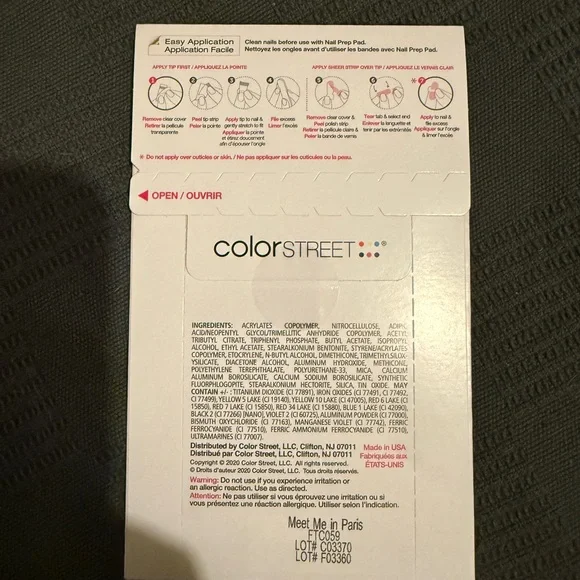 Easy Application
Application Facile
Clean nails before use with Nail Prep Pad.
Nettoyez les ongles avant d'utiliser les bandes avec Nail Prep Pad.
APPLY TIP FIRST / APPLIQUEZ LA POINTE
APPLY SHEER STRIP OVER TIP / APPLIQUEZ LE VERNIS CLAIR
1 2 3 4 5 6 * 7
Remove clear cover
Retirer la pellicule
transparente
Peel tip strip
Peler la pointe
Apply tip to nail &
gently stretch to fit
Appliquer la pointe
et étirez doucement
afin d'épouser l'angle
File excess
Limer l'excès
Remove clear cover &
Peel polish strip
Retirer la pellicule claire &
Peler la bande de vernis
Tear tab & select end
Enlever la languette et
tenir par les extrémités
Apply to nail &
file excess
Appliquer sur l'angle
& limer l'excès
* Do not apply over cuticles or skin. / Ne pas appliquer sur les cuticules ou la peau.
OPEN / OUVRIR
colorSTREET ®
INGREDIENTS: ACRYLATES COPOLYMER, NITROCELLULOSE, ADIPIC
ACID/NEOPENTYL GLYCOL/TRIMELLITIC ANHYDRIDE COPOLYMER, ACETYL
TRIBUTYL CITRATE, TRIPHENYL PHOSPHATE, BUTYL ACETATE, ISOPROPYL
ALCOHOL, ETHYL ACETATE, STEARALKONIUM BENTONITE, STYRENE/ACRYLATES
COPOLYMER, ETOCRYLENE, N-BUTYL ALCOHOL, DIMETHICONE, TRIMETHYLSILOX-
YSILICATE, DIACETONE ALCOHOL, ALUMINUM HYDROXIDE, METHICONE,
POLYETHYLENE TEREPHTHALATE, POLYURETHANE-33, MICA, CALCIUM
ALUMINUM BOROSILICATE, CALCIUM SODIUM BOROSILICATE, SYNTHETIC
FLUORPHLOGOPITE, STEARALKONIUM HECTORITE, SILICA, TIN OXIDE. MAY
CONTAIN +/- : TITANIUM DIOXIDE (CI 77891), IRON OXIDES (CI 77491, CI 77492,
CI 77499), YELLOW 5 LAKE (CI 19140), YELLOW 10 LAKE (CI 47005), RED 6 LAKE (CI
15850), RED 7 LAKE (CI 15850), RED 34 LAKE (CI 15880), BLUE 1 LAKE (CI 42090),
BLACK 2 (CI 77266) [NANO], VIOLET 2 (CI 60725), ALUMINUM POWDER (CI 77000),
BISMUTH OXYCHLORIDE (CI 77163), MANGANESE VIOLET (CI 77742), FERRIC
FERROCYANIDE (CI 77510), FERRIC AMMONIUM FERROCYANIDE (CI 77510),
ULTRAMARINES (CI 77007).
Distributed by Color Street, LLC, Clifton, NJ 07011
Distribué par Color Street, LLC, Clifton, NJ 07011
Copyright © 2020 Color Street, LLC. All rights reserved.
© Droits d'auteur 2020 Color Street, LLC. Tous droits réservés.
Made in USA
Fabriquées aux
ÉTATS-UNIS
Warning: Do not use if you experience irritation or
an allergic reaction. Use as directed.
Attention: Ne pas utiliser si vous éprouvez une irritation ou si
vous présentez une réaction allergique. Utiliser selon l'indication.
Meet Me in Paris
FTC059
LOT# C03370
LOT# F03360